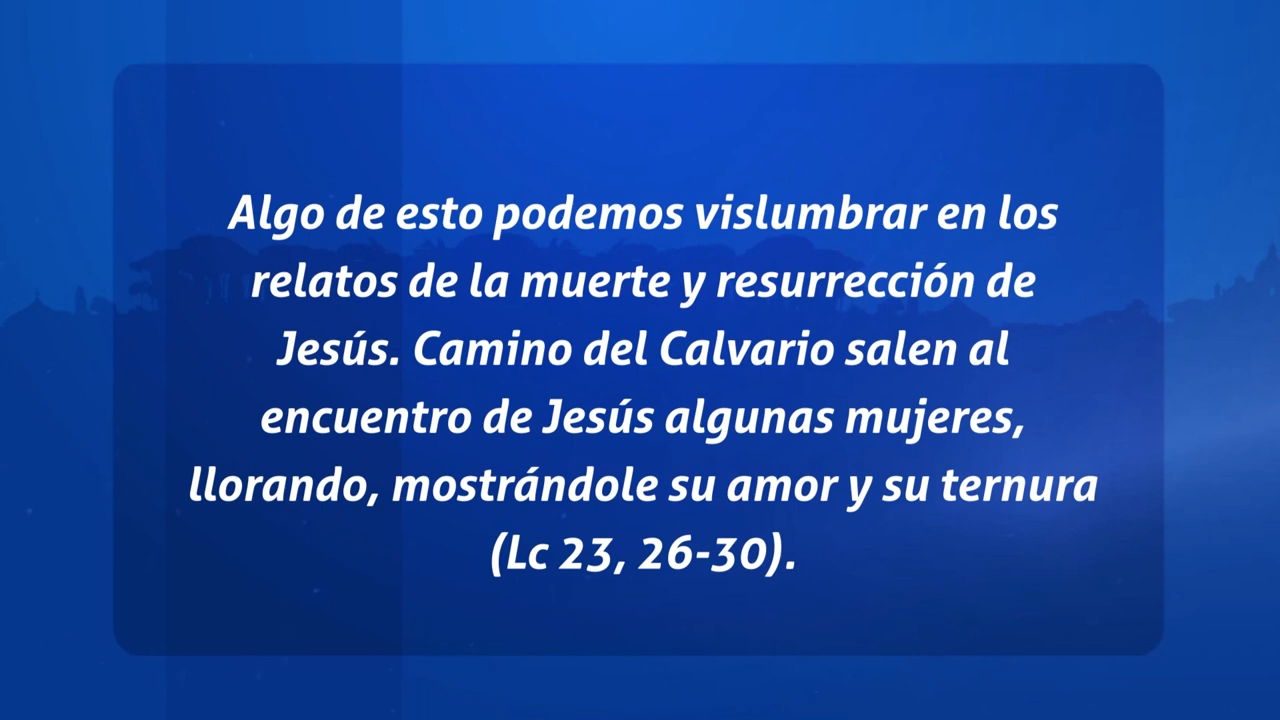 Algo de esto podemos vislumbrar en los
relatos de la muerte y resurrección de
Jesús. Camino del Calvario salen al
encuentro de Jesús algunas mujeres,
llorando, mostrándole su amor y su ternura
(Lc 23, 26-30).